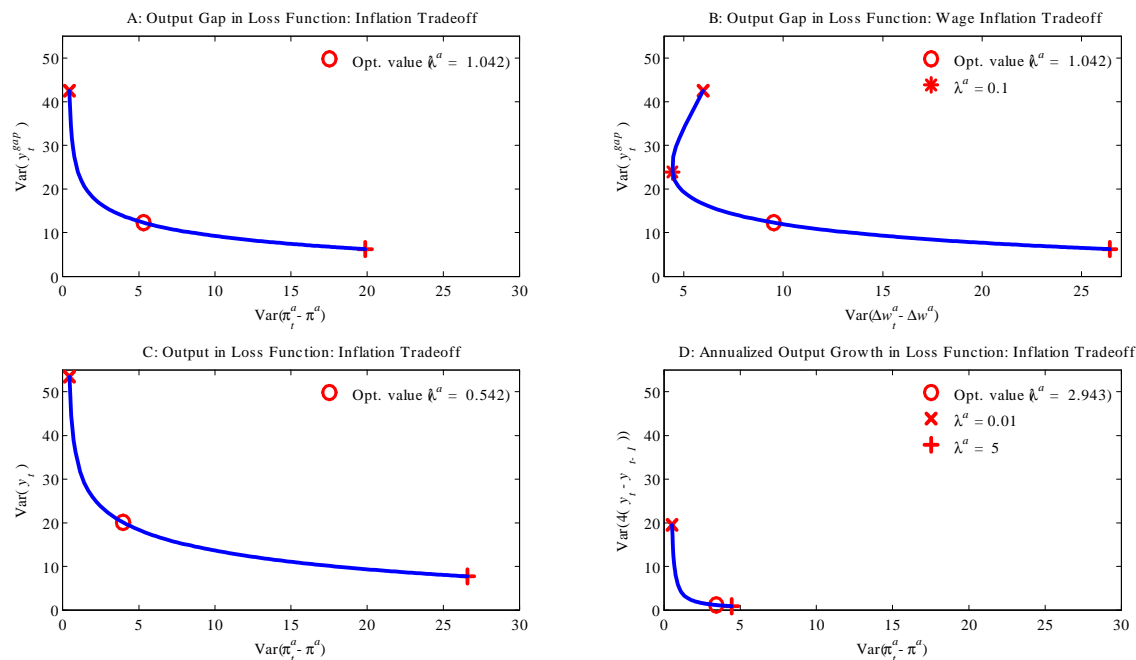 A: Output Gap in Loss Function: Inflation Tradeoff
Var( y_t^gap )
50
40
30
20
10
0
Opt. value (λ^a = 1.042)
0 5 10 15 20 25 30
Var(π_t^a - π^a)
B: Output Gap in Loss Function: Wage Inflation Tradeoff
Var( y_t^gap )
50
40
30
20
10
0
Opt. value (λ^a = 1.042)
λ^a = 0.1
5 10 15 20 25
Var(Δw_t^a - Δw^a)
C: Output in Loss Function: Inflation Tradeoff
Var( y_t )
50
40
30
20
10
0
Opt. value (λ^a = 0.542)
0 5 10 15 20 25 30
Var(π_t^a - π^a)
D: Annualized Output Growth in Loss Function: Inflation Tradeoff
Var(4( y_t - y_t-1 ))
50
40
30
20
10
0
Opt. value (λ^a = 2.943)
λ^a = 0.01
λ^a = 5
0 5 10 15 20 25 30
Var(π_t^a - π^a)